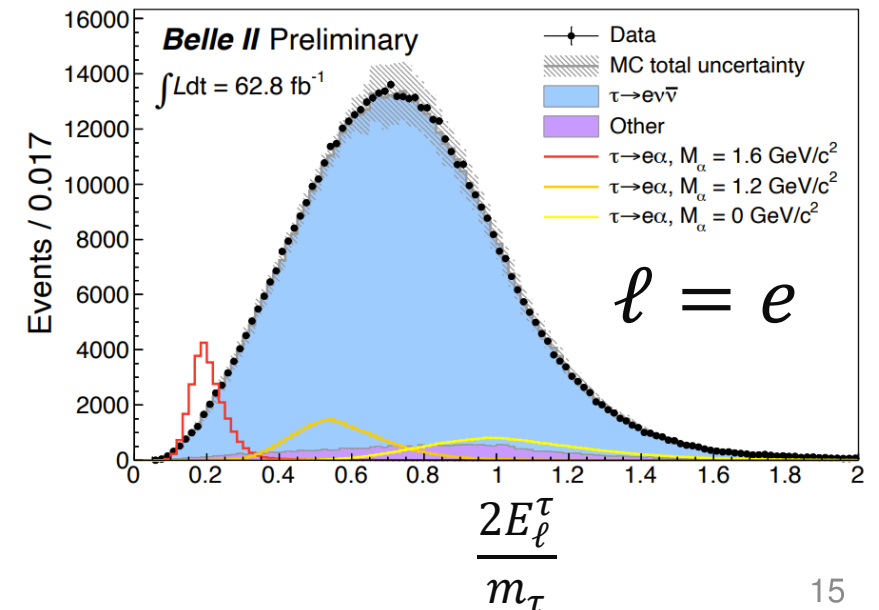 16000
14000
12000
10000
8000
6000
4000
2000
0
Events / 0.017
Belle II Preliminary
∫Ldt = 62.8 fb⁻¹
Data
MC total uncertainty
τ→eνν̅
Other
τ→eα, M_α = 1.6 GeV/c²
τ→eα, M_α = 1.2 GeV/c²
τ→eα, M_α = 0 GeV/c²
ℓ = e
0 0.2 0.4 0.6 0.8 1 1.2 1.4 1.6 1.8 2
2E_ℓ^τ
m_τ
15